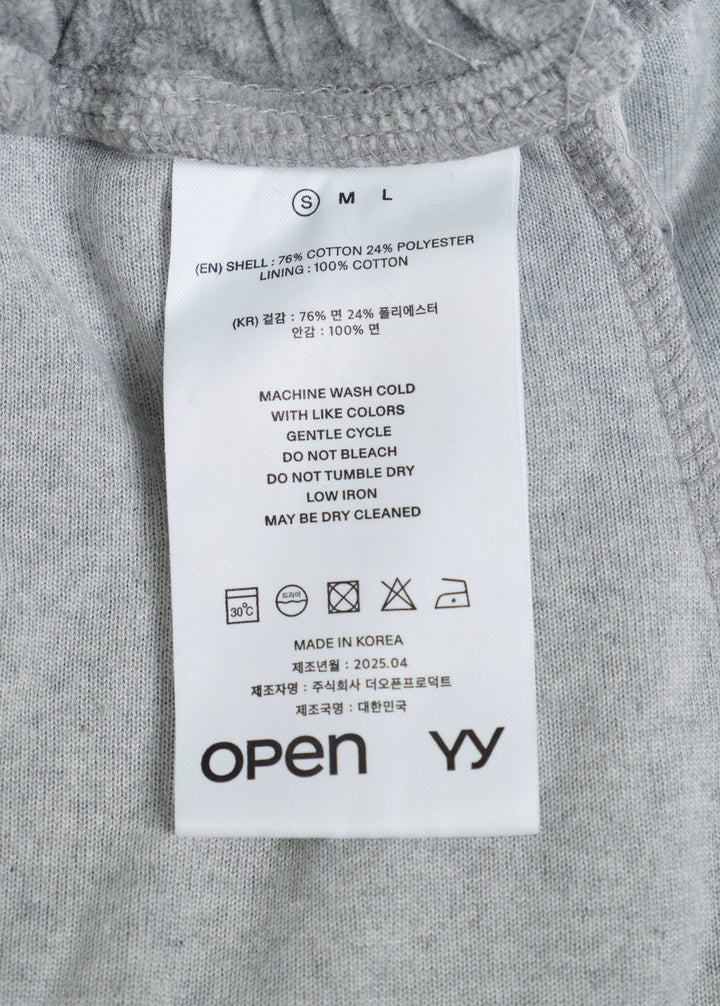 S M L
(EN) SHELL : 76% COTTON 24% POLYESTER
LINING : 100% COTTON
(KR) 겉감 : 76% 면 24% 폴리에스터
안감 : 100% 면
MACHINE WASH COLD
WITH LIKE COLORS
GENTLE CYCLE
DO NOT BLEACH
DO NOT TUMBLE DRY
LOW IRON
MAY BE DRY CLEANED
30°C 드라이
MADE IN KOREA
제조년월 : 2025.04
제조자명 : 주식회사 더오픈프로덕트
제조국명 : 대한민국
OPEN YY